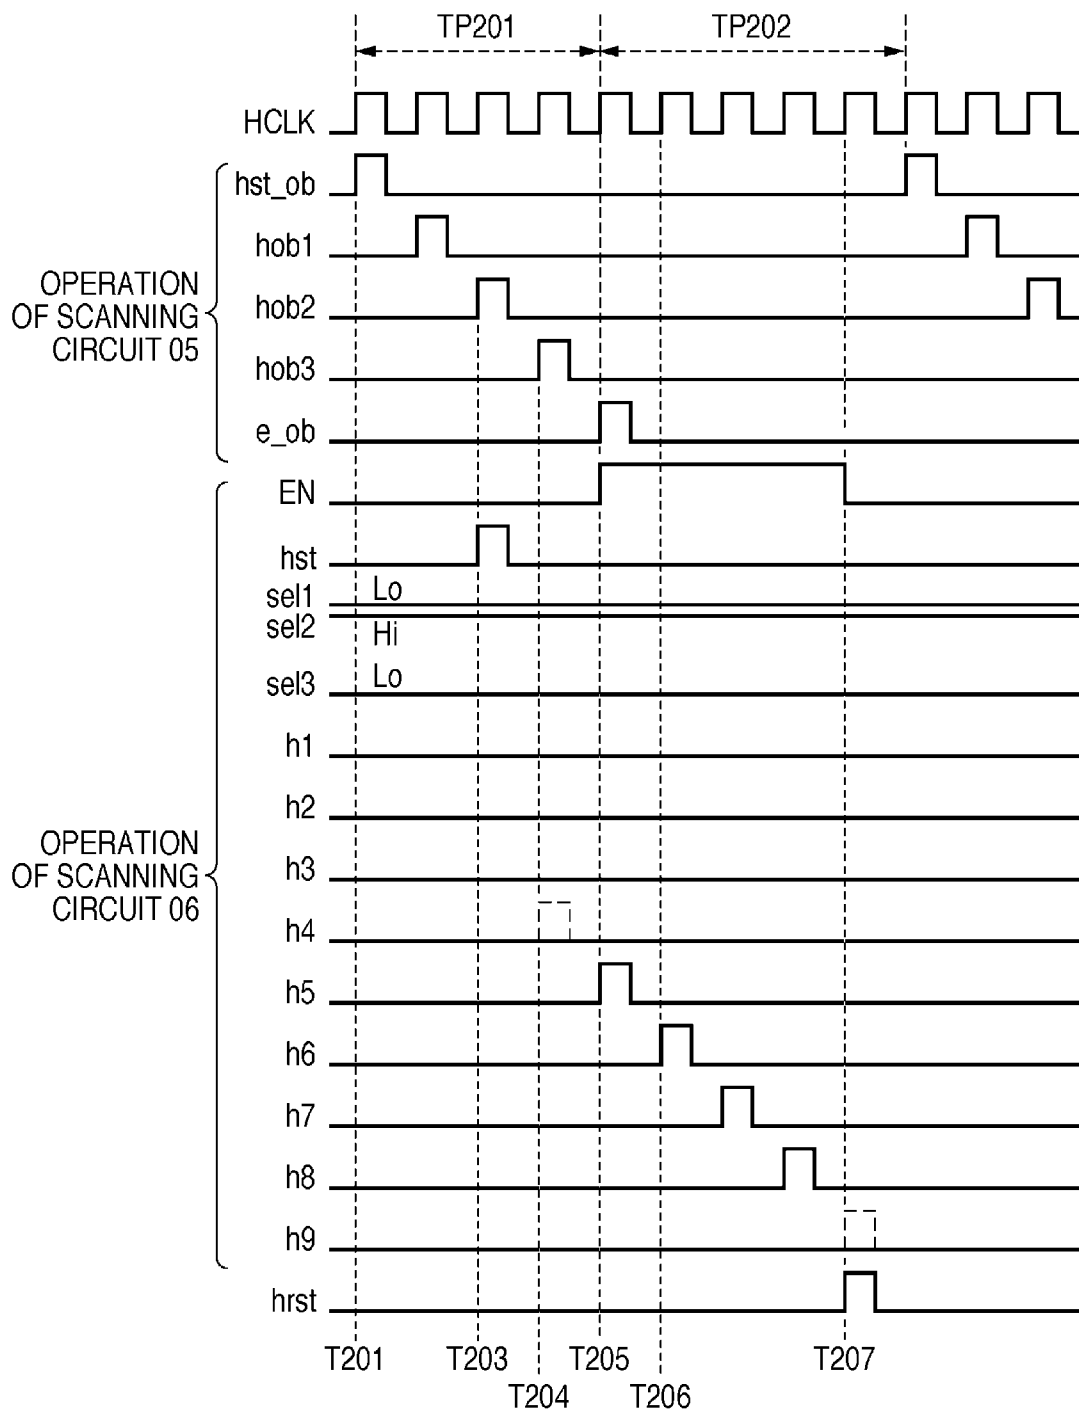 TP201
TP202
HCLK
hst_ob
hob1
hob2
hob3
e_ob
OPERATION
OF SCANNING
CIRCUIT 05
EN
hst
sel1
Lo
sel2
Hi
sel3
Lo
h1
h2
h3
h4
h5
h6
h7
h8
h9
OPERATION
OF SCANNING
CIRCUIT 06
hrst
T201
T203
T205
T207
T204
T206